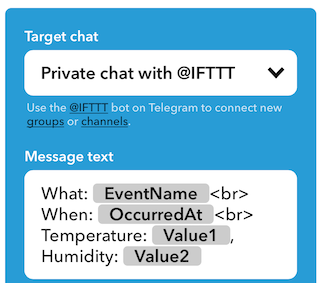 Target chat
Private chat with @IFTTT
Use the @IFTTT bot on Telegram to connect new
groups or channels.
Message text
What: EventName <br>
When: OccurredAt <br>
Temperature: Value1 ,
Humidity: Value2